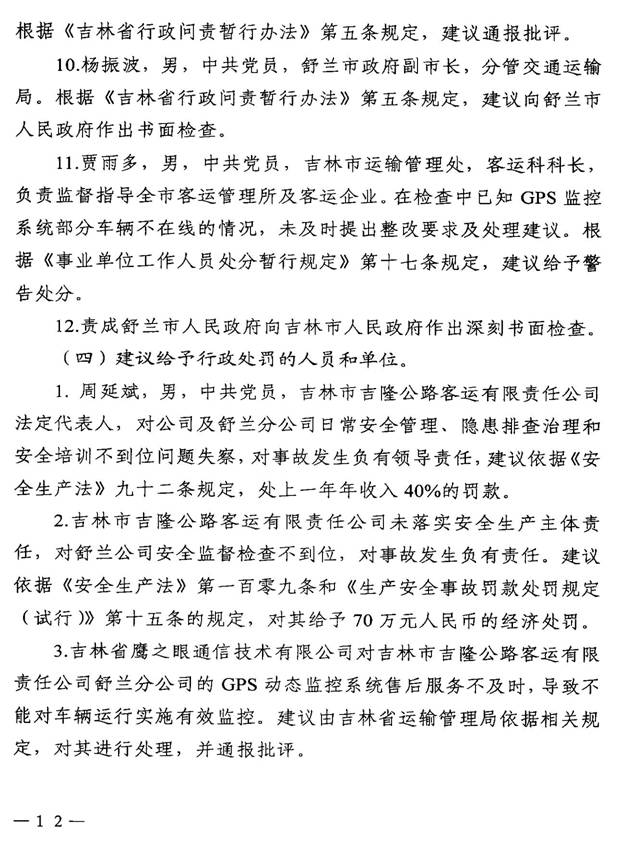 根据《吉林省行政问责暂行办法》第五条规定，建议通报批评。
10.杨振波，男，中共党员，舒兰市政府副市长，分管交通运输
局。根据《吉林省行政问责暂行办法》第五条规定，建议向舒兰市
人民政府作出书面检查。
11.贾雨多，男，中共党员，吉林市运输管理处，客运科科长，
负责监督指导全市客运管理所及客运企业。在检查中已知 GPS 监控
系统部分车辆不在线的情况，未及时提出整改要求及处理建议。根
据《事业单位工作人员处分暂行规定》第十七条规定，建议给予警
告处分。
12.责成舒兰市人民政府向吉林市人民政府作出深刻书面检查。
（四）建议给予行政处罚的人员和单位。
1. 周延斌，男，中共党员，吉林市吉隆公路客运有限责任公司
法定代表人，对公司及舒兰分公司日常安全管理、隐患排查治理和
安全培训不到位问题失察，对事故发生负有领导责任，建议依据《安
全生产法》九十二条规定，处上一年年收入 40%的罚款。
2.吉林市吉隆公路客运有限责任公司未落实安全生产主体责
任，对舒兰公司安全监督检查不到位，对事故发生负有责任。建议
依据《安全生产法》第一百零九条和《生产安全事故罚款处罚规定
（试行）》第十五条的规定，对其给予 70 万元人民币的经济处罚。
3.吉林省鹰之眼通信技术有限公司对吉林市吉隆公路客运有限
责任公司舒兰分公司的 GPS 动态监控系统售后服务不及时，导致不
能对车辆运行实施有效监控。建议由吉林省运输管理局依据相关规
定，对其进行处理，并通报批评。
—１２—